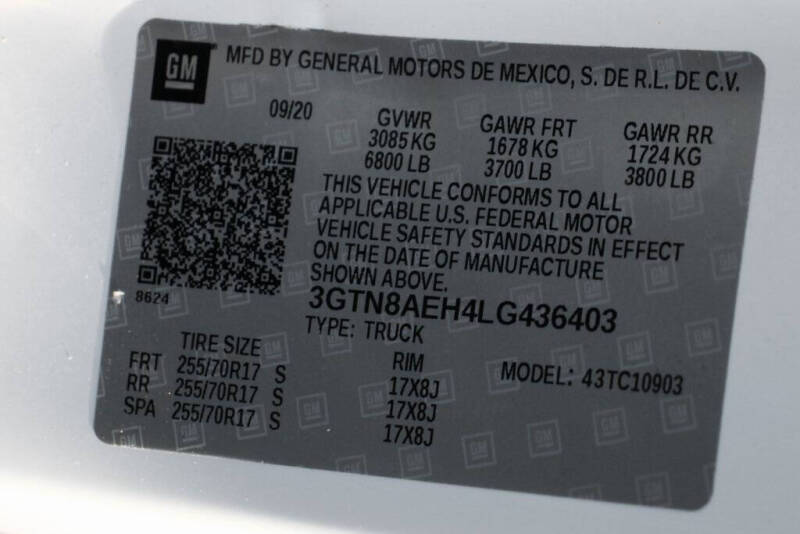 GM MFD BY GENERAL MOTORS DE MEXICO, S. DE R.L. DE C.V.
09/20 GVWR GAWR FRT GAWR RR
3085 KG 1678 KG 1724 KG
6800 LB 3700 LB 3800 LB
THIS VEHICLE CONFORMS TO ALL
APPLICABLE U.S. FEDERAL MOTOR
VEHICLE SAFETY STANDARDS IN EFFECT
ON THE DATE OF MANUFACTURE
SHOWN ABOVE.
8624
3GTN8AEH4LG436403
TYPE: TRUCK
TIRE SIZE RIM MODEL: 43TC10903
FRT 255/70R17 S 17X8J
RR 255/70R17 S 17X8J
SPA 255/70R17 S 17X8J